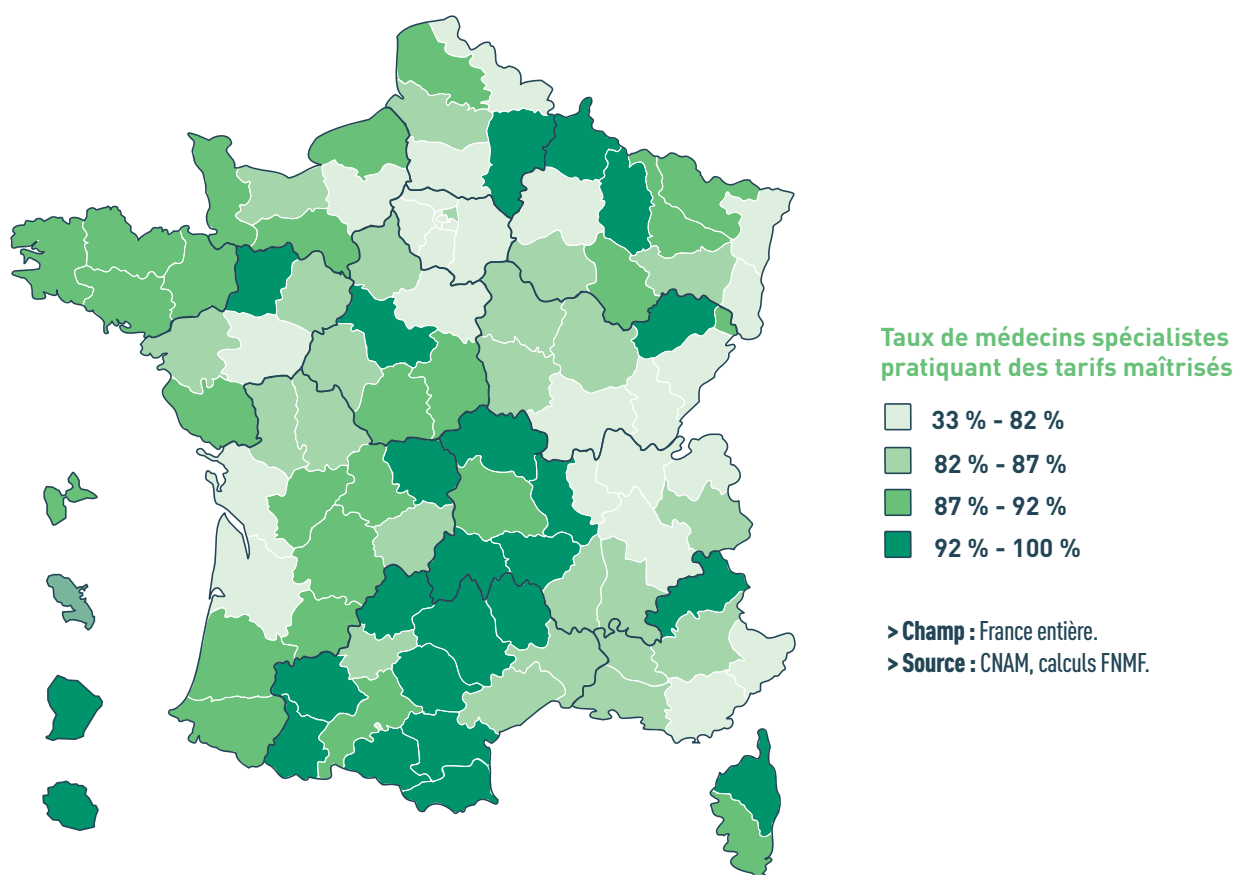 Taux de médecins spécialistes
pratiquant des tarifs maîtrisés
33 % - 82 %
82 % - 87 %
87 % - 92 %
92 % - 100 %
> Champ : France entière.
> Source : CNAM, calculs FNMF.